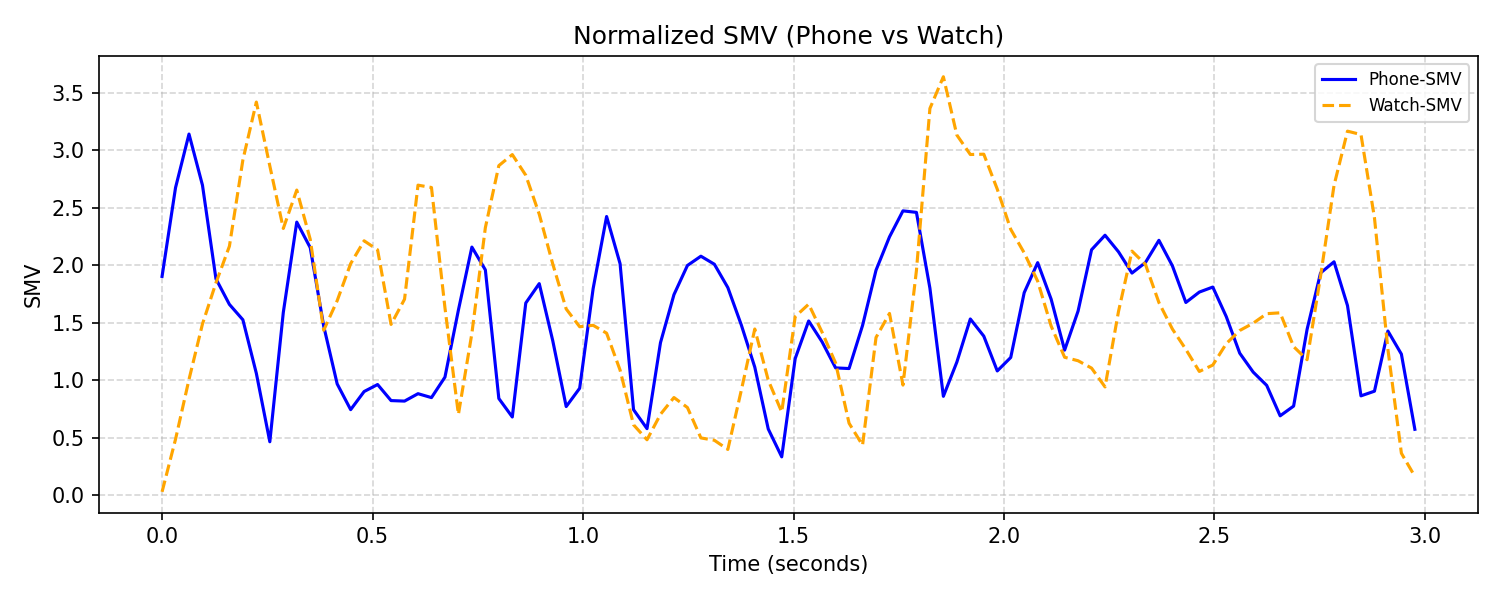 Normalized SMV (Phone vs Watch)
Phone-SMV
Watch-SMV
SMV
3.5
3.0
2.5
2.0
1.5
1.0
0.5
0.0
0.0 0.5 1.0 1.5 2.0 2.5 3.0
Time (seconds)